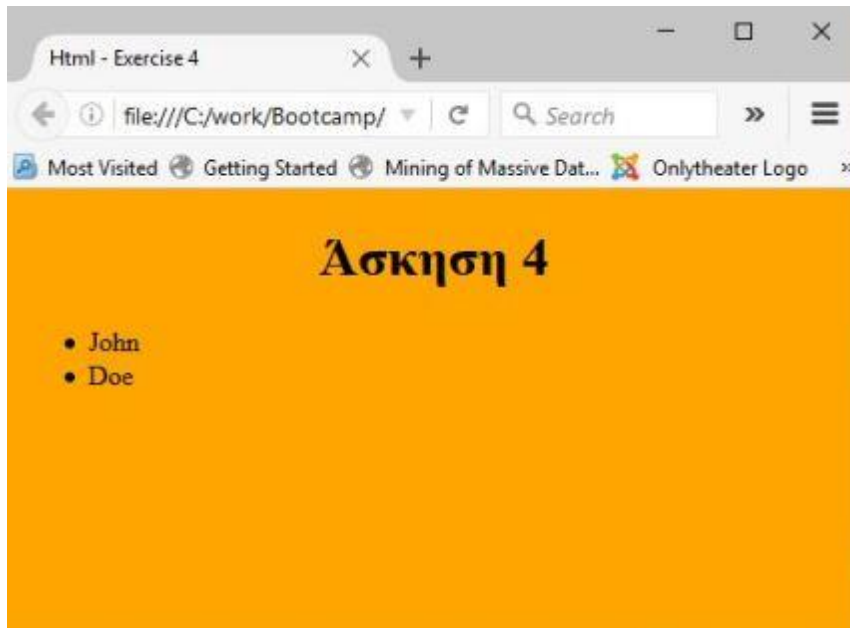 Html - Exercise 4
file:///C:/work/Bootcamp/ Search
Most Visited Getting Started Mining of Massive Dat... Onlytheater Logo
Άσκηση 4
John
Doe